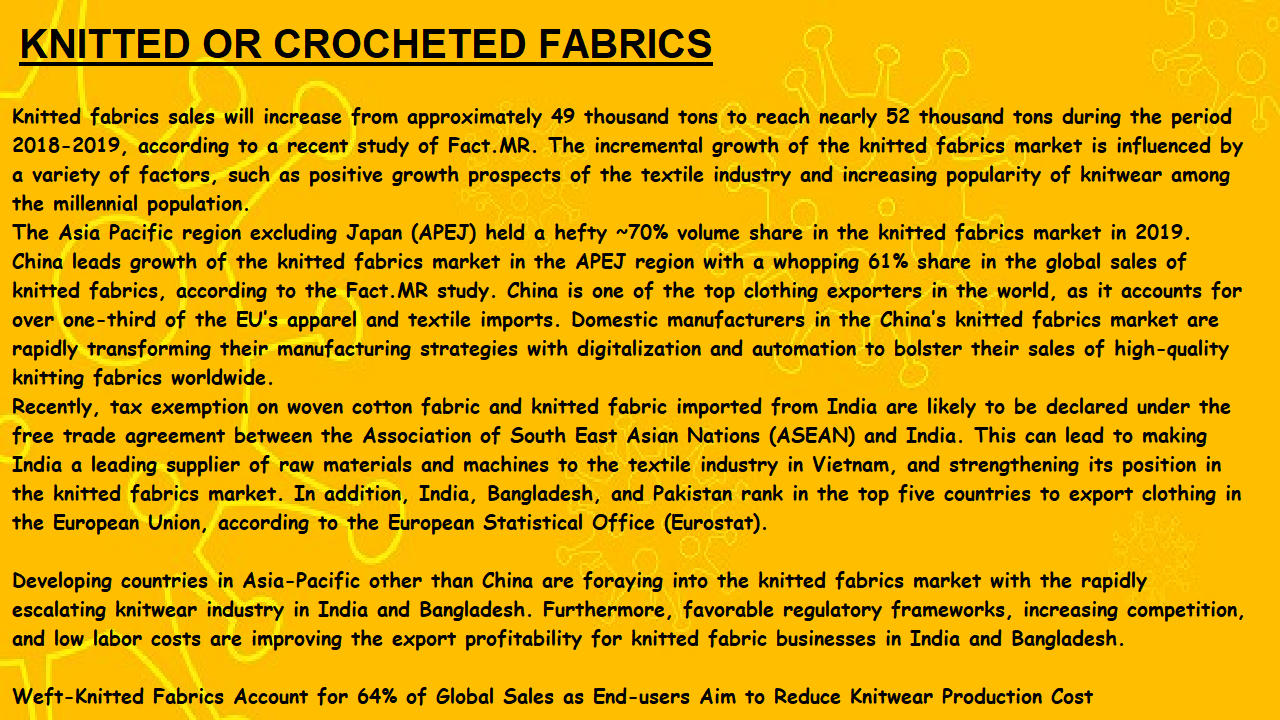 KNITTED OR CROCHETED FABRICS
Knitted fabrics sales will increase from approximately 49 thousand tons to reach nearly 52 thousand tons during the period
2018-2019, according to a recent study of Fact.MR. The incremental growth of the knitted fabrics market is influenced by
a variety of factors, such as positive growth prospects of the textile industry and increasing popularity of knitwear among
the millennial population.
The Asia Pacific region excluding Japan (APEJ) held a hefty ~70% volume share in the knitted fabrics market in 2019.
China leads growth of the knitted fabrics market in the APEJ region with a whopping 61% share in the global sales of
knitted fabrics, according to the Fact.MR study. China is one of the top clothing exporters in the world, as it accounts for
over one-third of the EU's apparel and textile imports. Domestic manufacturers in the China's knitted fabrics market are
rapidly transforming their manufacturing strategies with digitalization and automation to bolster their sales of high-quality
knitting fabrics worldwide.
Recently, tax exemption on woven cotton fabric and knitted fabric imported from India are likely to be declared under the
free trade agreement between the Association of South East Asian Nations (ASEAN) and India. This can lead to making
India a leading supplier of raw materials and machines to the textile industry in Vietnam, and strengthening its position in
the knitted fabrics market. In addition, India, Bangladesh, and Pakistan rank in the top five countries to export clothing in
the European Union, according to the European Statistical Office (Eurostat).
Developing countries in Asia-Pacific other than China are foraying into the knitted fabrics market with the rapidly
escalating knitwear industry in India and Bangladesh. Furthermore, favorable regulatory frameworks, increasing competition,
and low labor costs are improving the export profitability for knitted fabric businesses in India and Bangladesh.
Weft-Knitted Fabrics Account for 64% of Global Sales as End-users Aim to Reduce Knitwear Production Cost